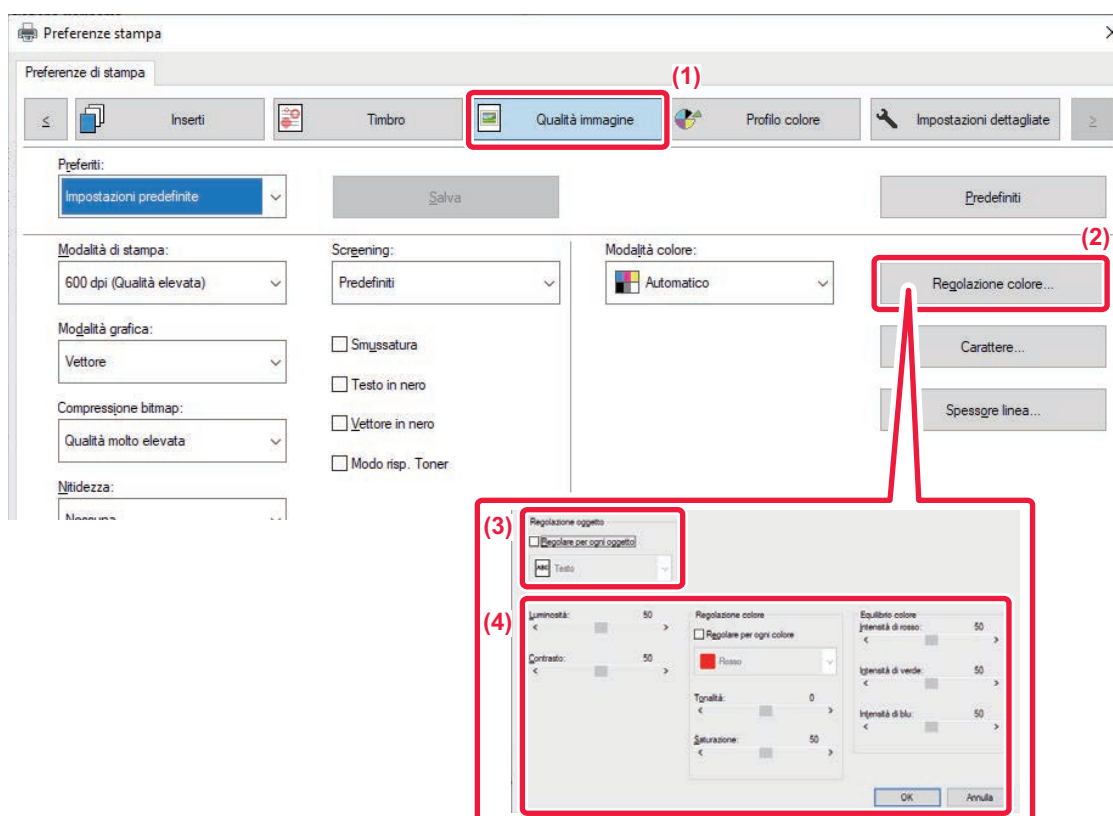 Preferenze stampa
Preferenze di stampa
(1)
Inserti
Timbro
Qualità immagine
Profilo colore
Impostazioni dettagliate
Preferiti:
Impostazioni predefinite
Salva
Predefiniti
(2)
Modalità di stampa:
Screening:
Modalità colore:
600 dpi (Qualità elevata)
Predefiniti
Automatico
Regolazione colore...
Modalità grafica:
Vettore
Smussatura
Carattere...
Testo in nero
Compressione bitmap:
Qualità molto elevata
Vettore in nero
Spessore linea...
Modo risp. Toner
Nitidezza:
Nessuna
(3)
Regolazione oggetto
Regolare per ogni oggetto
ABC Testo
(4)
Luminosità: 50
Contrasto: 50
Regolazione colore
Regolare per ogni colore
Rosso
Tonalità: 0
Saturazione: 50
Equilibrio colore
Intensità di rosso: 50
Intensità di verde: 50
Intensità di blu: 50
OK
Annulla